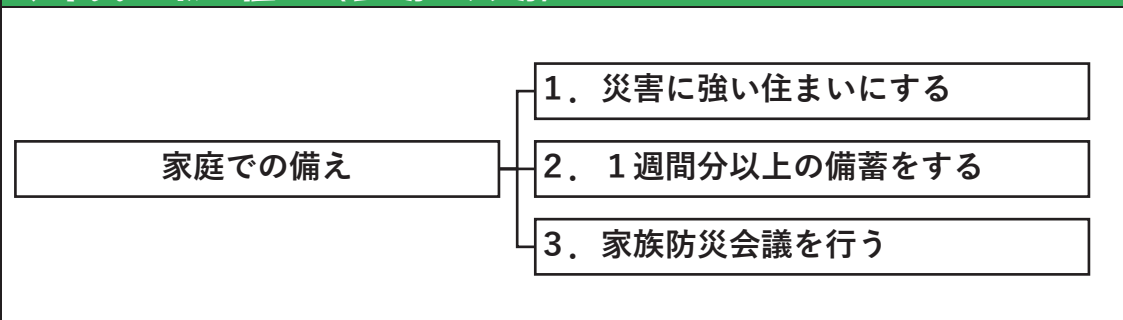 家庭での備え
1．災害に強い住まいにする
2．１週間分以上の備蓄をする
3．家族防災会議を行う